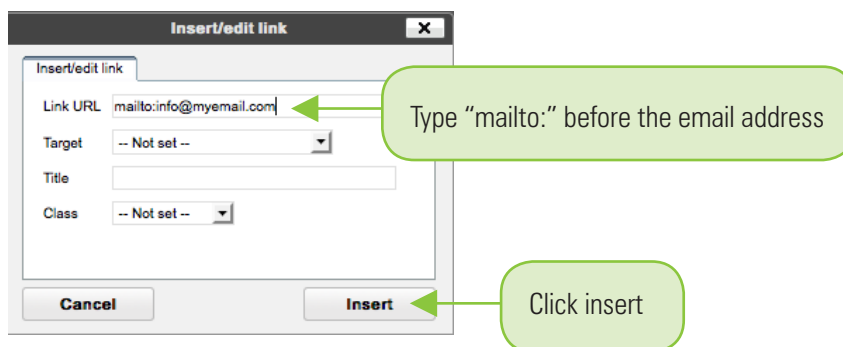 Insert/edit link
X
Insert/edit link
Link URL mailto:info@myemail.com
Type “mailto:” before the email address
Target -- Not set --
Title
Class -- Not set --
Cancel Insert
Click insert